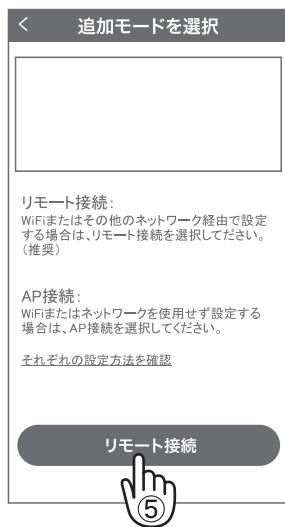 追加モードを選択
リモート接続：
WiFiまたはその他のネットワーク経由で設定
する場合は、リモート接続を選択してださい。
（推奨）
AP接続：
WiFiまたはネットワークを使用せず設定する
場合は、AP接続を選択してください。
それぞれの設定方法を確認
リモート接続
⑤